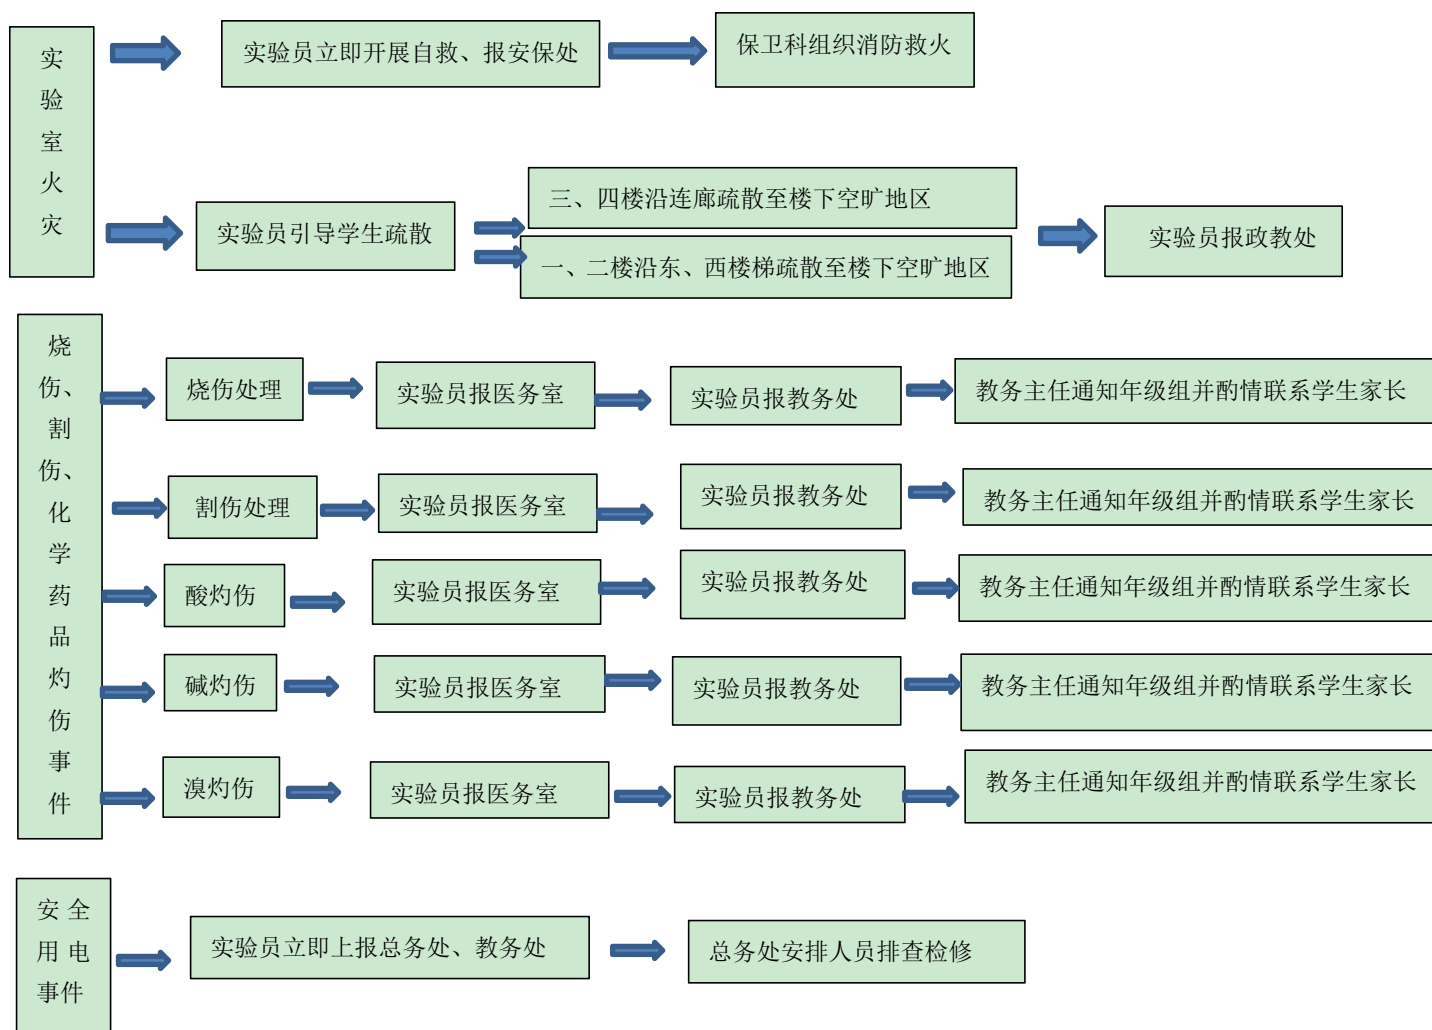 实验室火灾
实验员立即开展自救、报安保处
保卫科组织消防救火
实验员引导学生疏散
三、四楼沿连廊疏散至楼下空旷地区
一、二楼沿东、西楼梯疏散至楼下空旷地区
实验员报政教处
烧伤、割伤、化学药品灼伤事件
烧伤处理
实验员报医务室
实验员报教务处
教务主任通知年级组并酌情联系学生家长
割伤处理
实验员报医务室
实验员报教务处
教务主任通知年级组并酌情联系学生家长
酸灼伤
实验员报医务室
实验员报教务处
教务主任通知年级组并酌情联系学生家长
碱灼伤
实验员报医务室
实验员报教务处
教务主任通知年级组并酌情联系学生家长
溴灼伤
实验员报医务室
实验员报教务处
教务主任通知年级组并酌情联系学生家长
安全
用电
事件
实验员立即上报总务处、教务处
总务处安排人员排查检修